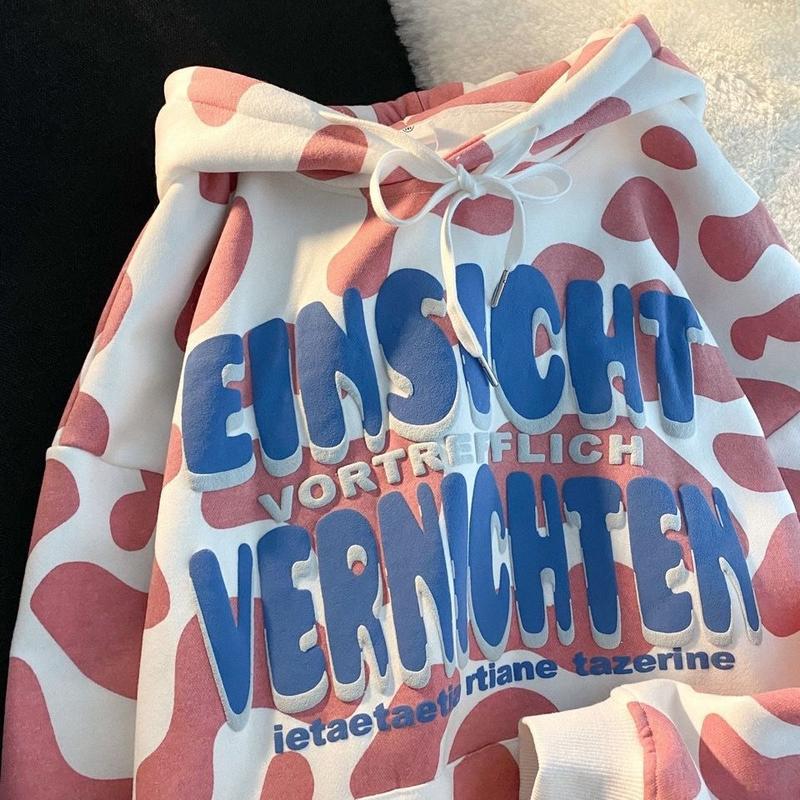 EINSICHT
VORTREFFLICH
VERNICHTEN
ietaetaetia rtiane tazerine